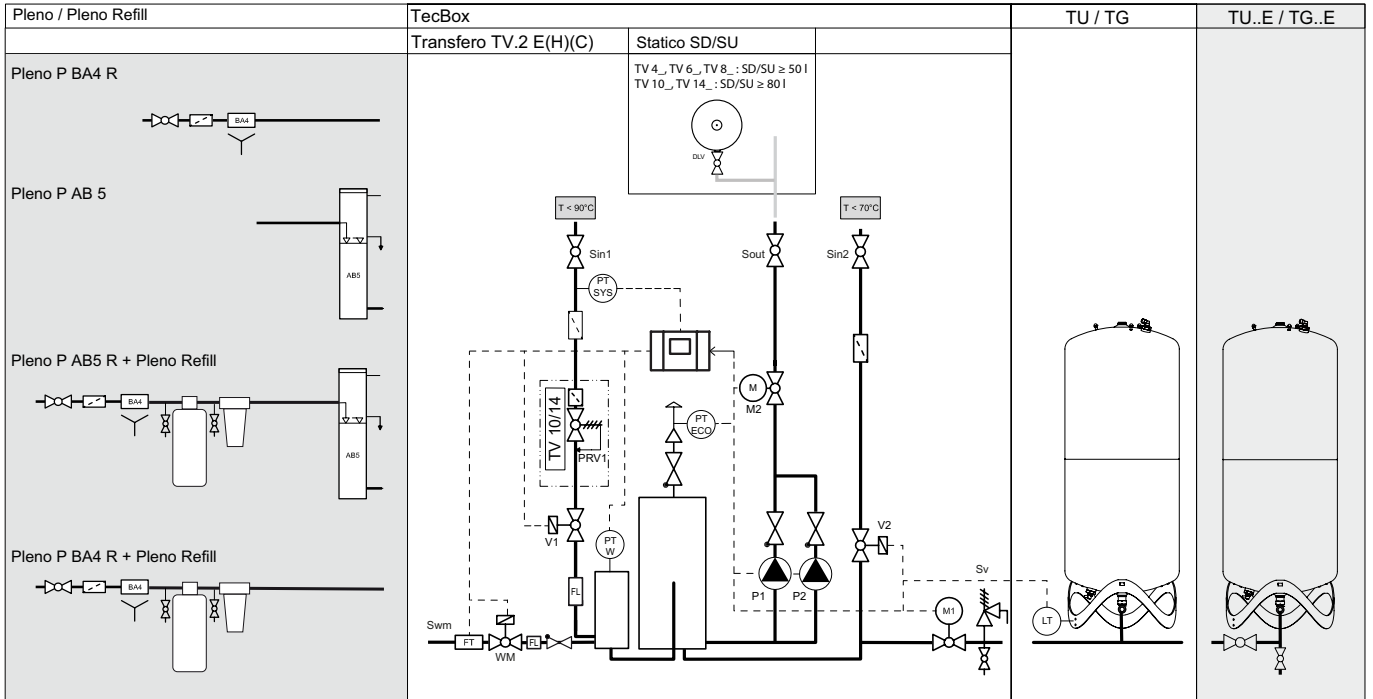 Pleno / Pleno Refill
TecBox
TU / TG
TU..E / TG..E
Transfero TV.2 E(H)(C)
Statico SD/SU
Pleno P BA4 R
BA4
Pleno P AB 5
AB5
Pleno P AB5 R + Pleno Refill
BA4
AB5
Pleno P BA4 R + Pleno Refill
BA4
TV 4_, TV 6_, TV 8_ : SD/SU ≥ 50 l
TV 10_, TV 14_ : SD/SU ≥ 80 l
DLV
T < 90°C
T < 70°C
Sin1
Sout
Sin2
PT
SYS
M
M2
PT
ECO
TV 10/14
PRV1
V1
PT
W
V2
FL
P1
P2
Sv
M1
LT
Swm
FT
WM
FL